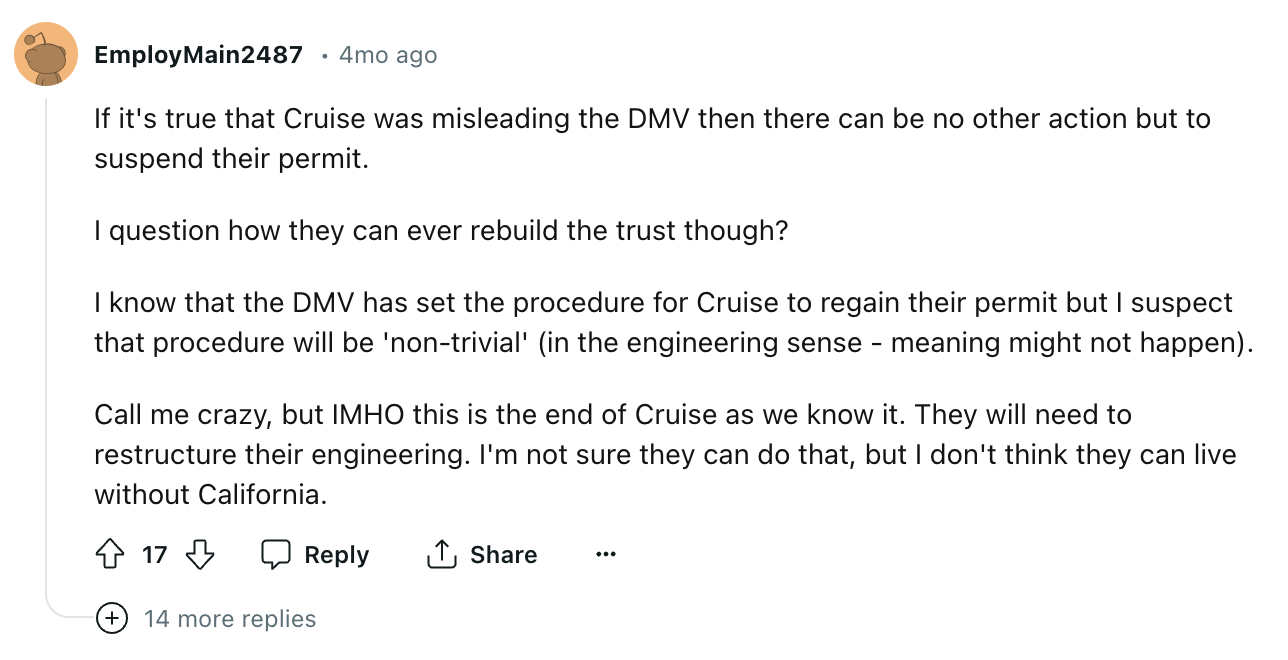 EmployMain2487 • 4mo ago
If it's true that Cruise was misleading the DMV then there can be no other action but to
suspend their permit.
I question how they can ever rebuild the trust though?
I know that the DMV has set the procedure for Cruise to regain their permit but I suspect
that procedure will be 'non-trivial' (in the engineering sense - meaning might not happen).
Call me crazy, but IMHO this is the end of Cruise as we know it. They will need to
restructure their engineering. I'm not sure they can do that, but I don't think they can live
without California.
17 Reply Share ...
14 more replies